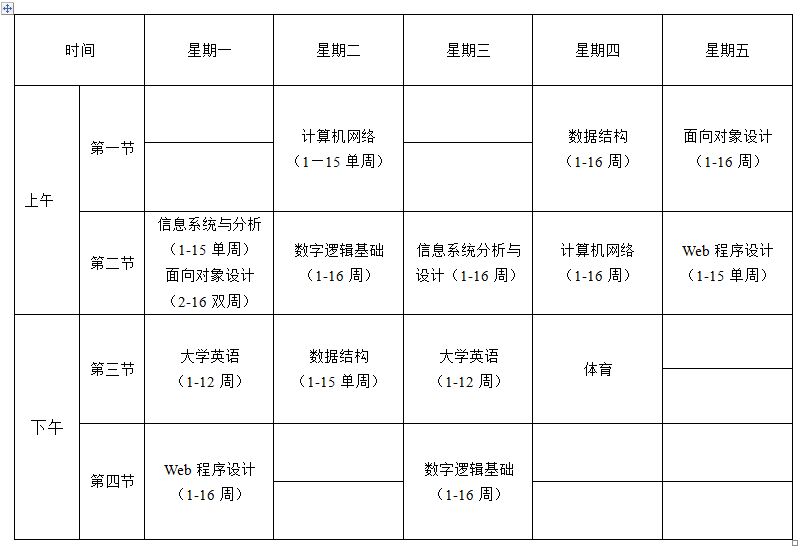 时间 星期一 星期二 星期三 星期四 星期五
上午
第一节
计算机网络
（1一15 单周）
数据结构
（1-16 周）
面向对象设计
（1-16 周）
第二节
信息系统与分析
（1-15 单周）
面向对象设计
（2-16 双周）
数字逻辑基础
（1-16 周）
信息系统分析与
设计（1-16 周）
计算机网络
（1-16 周）
Web 程序设计
（1-15 单周）
下午
第三节
大学英语
（1-12 周）
数据结构
（1-15 单周）
大学英语
（1-12 周）
体育
第四节
Web 程序设计
（1-16 周）
数字逻辑基础
（1-16 周）